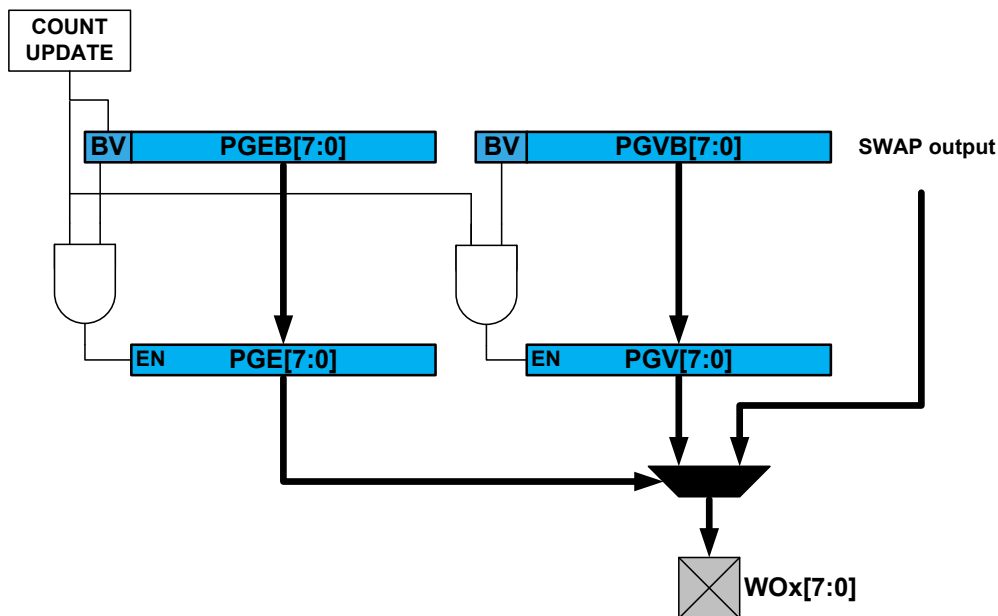 COUNT
UPDATE
BV PGEB[7:0]
BV PGVB[7:0]
SWAP output
EN PGE[7:0]
EN PGV[7:0]
WOx[7:0]